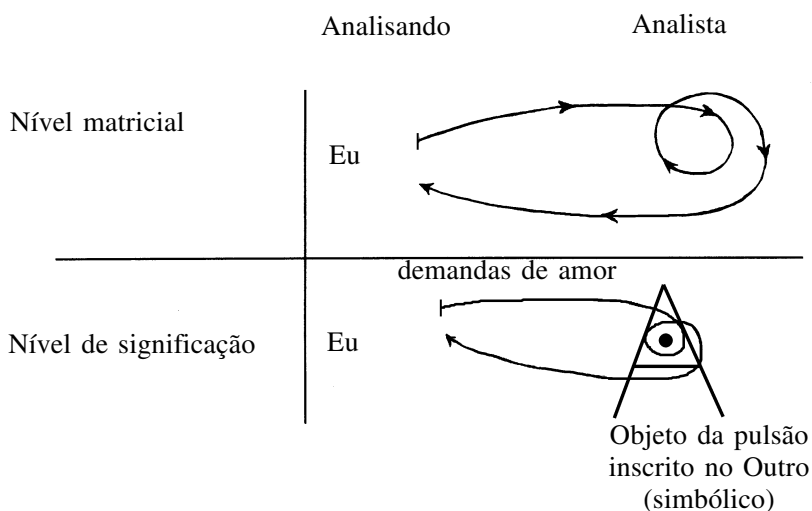 Analisando
Analista
Nível matricial
Eu
demandas de amor
Nível de significação
Eu
Objeto da pulsão
inscrito no Outro
(simbólico)